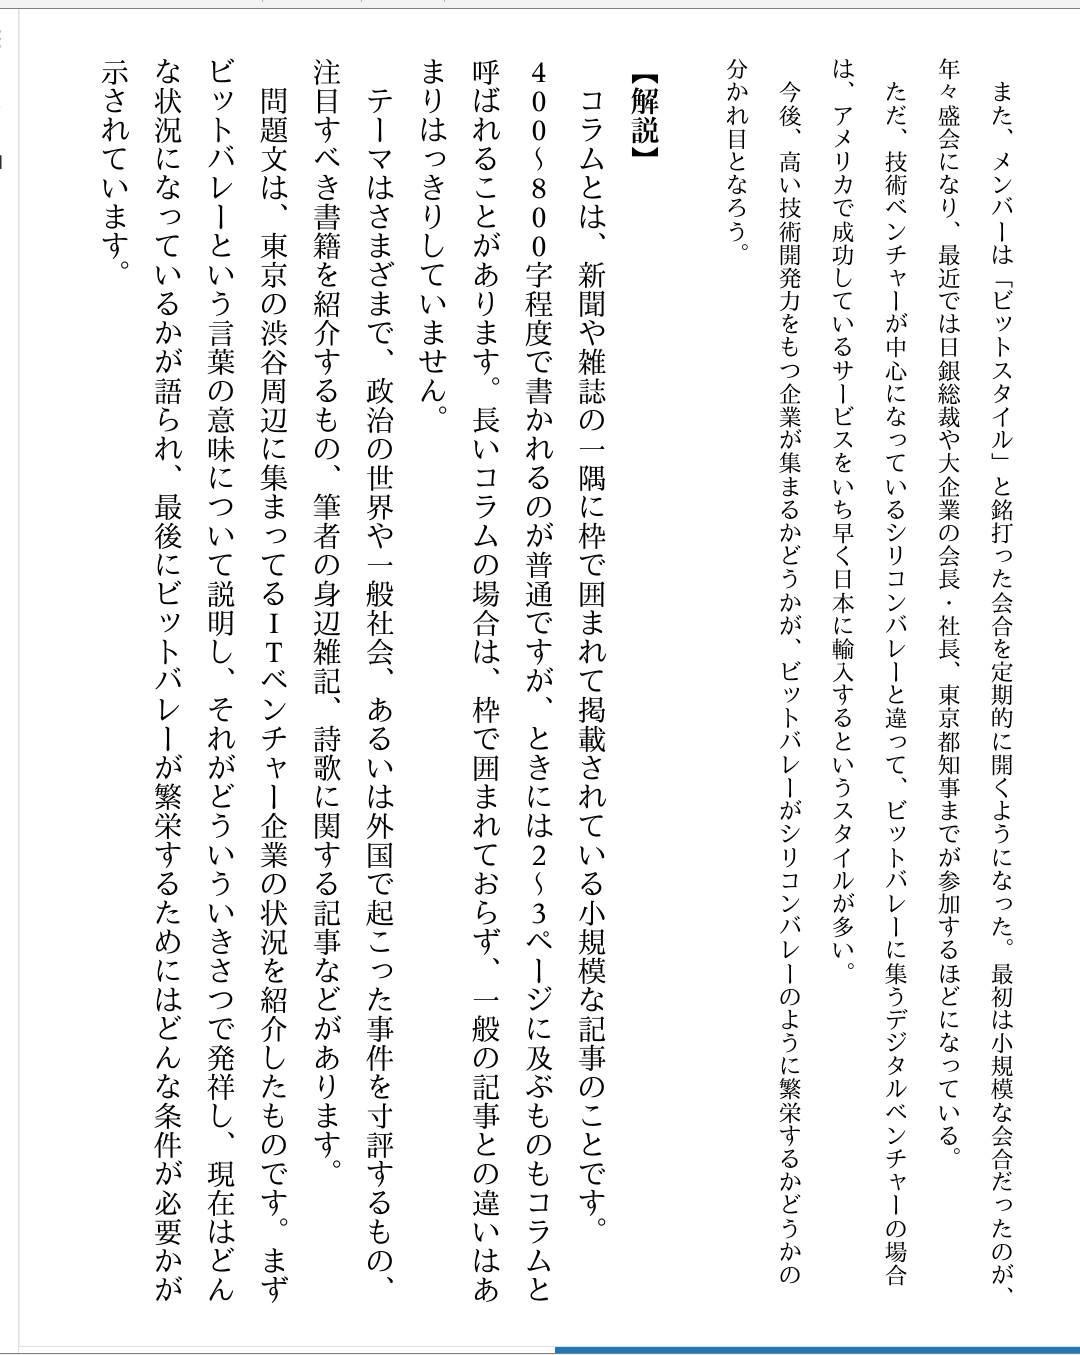 また、メンバーは「ビットスタイル」と銘打った会合を定期的に開くようになった。最初は小規模な会合だったのが、
年々盛会になり、最近では日銀総裁や大企業の会長・社長、東京都知事までが参加するほどになっている。
　ただ、技術ベンチャーが中心になっているシリコンバレーと違って、ビットバレーに集うデジタルベンチャーの場合
は、アメリカで成功しているサービスをいち早く日本に輸入するというスタイルが多い。
　今後、高い技術開発力をもつ企業が集まるかどうかが、ビットバレーがシリコンバレーのように繁栄するかどうかの
分かれ目となろう。
【解説】
　コラムとは、新聞や雑誌の一隅に枠で囲まれて掲載されている小規模な記事のことです。
４００〜８００字程度で書かれるのが普通ですが、ときには２〜３ページに及ぶものもコラムと
呼ばれることがあります。長いコラムの場合は、枠で囲まれておらず、一般の記事との違いはあ
まりはっきりしていません。
　テーマはさまざまで、政治の世界や一般社会、あるいは外国で起こった事件を寸評するもの、
注目すべき書籍を紹介するもの、筆者の身辺雑記、詩歌に関する記事などがあります。
　問題文は、東京の渋谷周辺に集まってるＩＴベンチャー企業の状況を紹介したものです。まず
ビットバレーという言葉の意味について説明し、それがどういういきさつで発祥し、現在はどん
な状況になっているかが語られ、最後にビットバレーが繁栄するためにはどんな条件が必要かが
示されています。